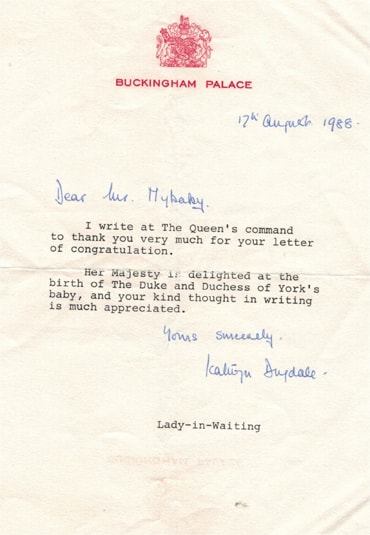 BUCKINGHAM PALACE
17th August 1988.
Dear Mr. Mybaby.
I write at The Queen's command
to thank you very much for your letter
of congratulation.
Her Majesty is delighted at the
birth of The Duke and Duchess of York's
baby, and your kind thought in writing
is much appreciated.
Yours sincerely.
Kathryn Dugdale.
Lady-in-Waiting